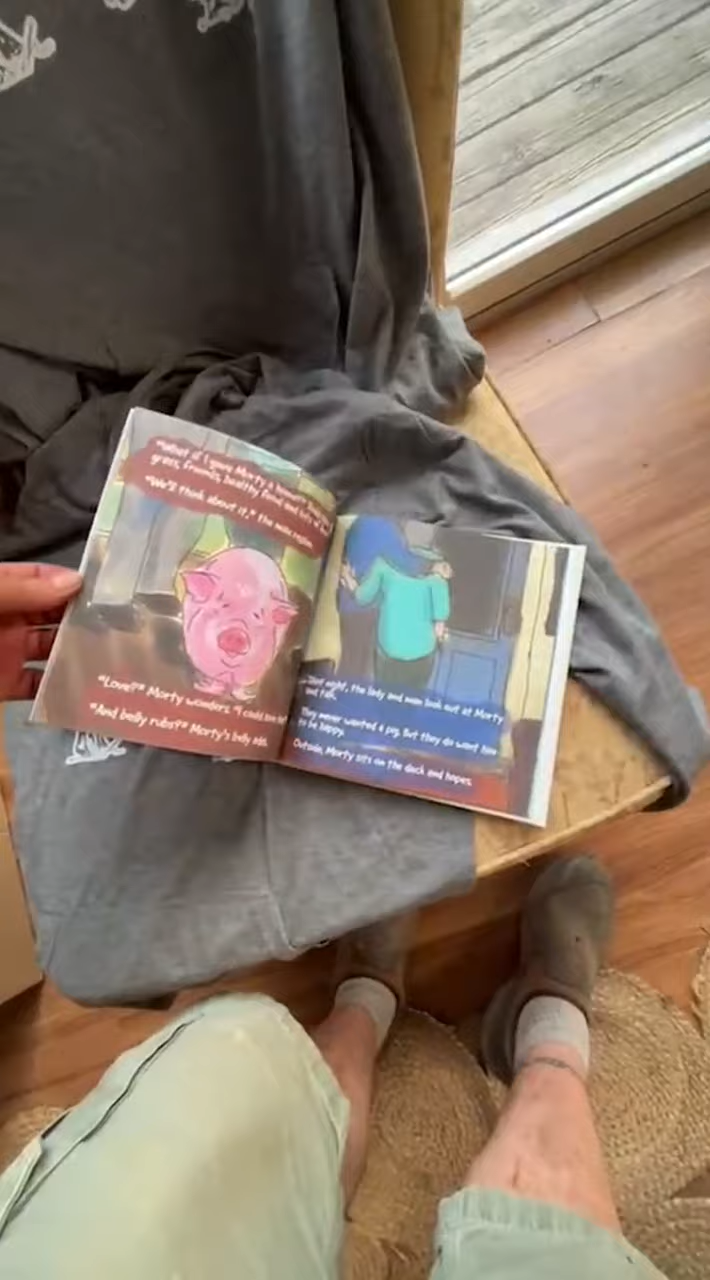 "What if I gave Morty a
grass, friends, healthy food and lots of
"We'll think about it," the man replies.
"Love?" Morty wonders. "I could
"And belly rubs?" Morty's belly
That night, the lady and man look out at Morty
and talk.
They never wanted a pig. But they do want him
to be happy.
Outside, Morty sits on the deck and hopes.